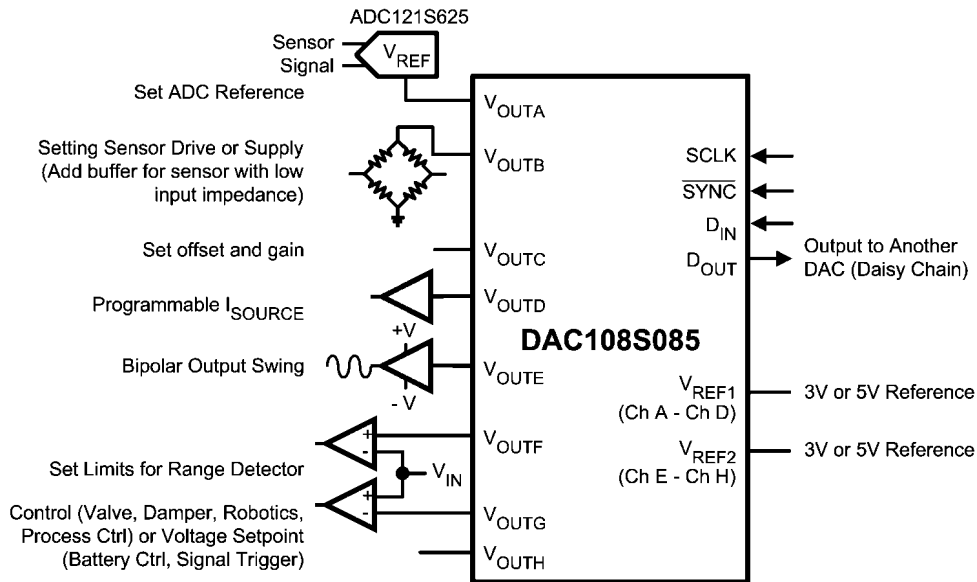 ADC121S625
Sensor
Signal
VREF
Set ADC Reference
VOUTA
Setting Sensor Drive or Supply
(Add buffer for sensor with low
input impedance)
VOUTB
SCLK
SYNC
DIN
Set offset and gain
VOUTC
DOUT
Output to Another
DAC (Daisy Chain)
Programmable ISOURCE
VOUTD
DAC108S085
+V
Bipolar Output Swing
- V
VOUTE
VREF1
(Ch A - Ch D)
3V or 5V Reference
+
-
VOUTF
VREF2
(Ch E - Ch H)
3V or 5V Reference
Set Limits for Range Detector
VIN
+
-
Control (Valve, Damper, Robotics,
Process Ctrl) or Voltage Setpoint
(Battery Ctrl, Signal Trigger)
VOUTG
VOUTH